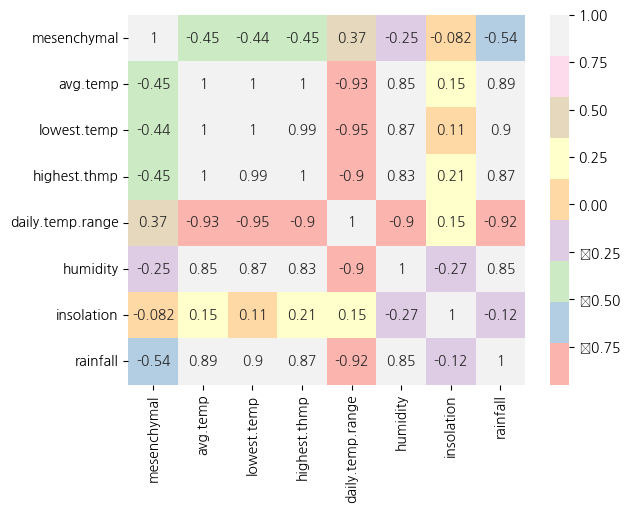 mesenchymal 1 -0.45 -0.44 -0.45 0.37 -0.25 -0.082 -0.54
avg.temp -0.45 1 1 1 -0.93 0.85 0.15 0.89
lowest.temp -0.44 1 1 0.99 -0.95 0.87 0.11 0.9
highest.thmp -0.45 1 0.99 1 -0.9 0.83 0.21 0.87
daily.temp.range 0.37 -0.93 -0.95 -0.9 1 -0.9 0.15 -0.92
humidity -0.25 0.85 0.87 0.83 -0.9 1 -0.27 0.85
insolation -0.082 0.15 0.11 0.21 0.15 -0.27 1 -0.12
rainfall -0.54 0.89 0.9 0.87 -0.92 0.85 -0.12 1
mesenchymal
avg.temp
lowest.temp
highest.thmp
daily.temp.range
humidity
insolation
rainfall
1.00
0.75
0.50
0.25
0.00
▯0.25
▯0.50
▯0.75